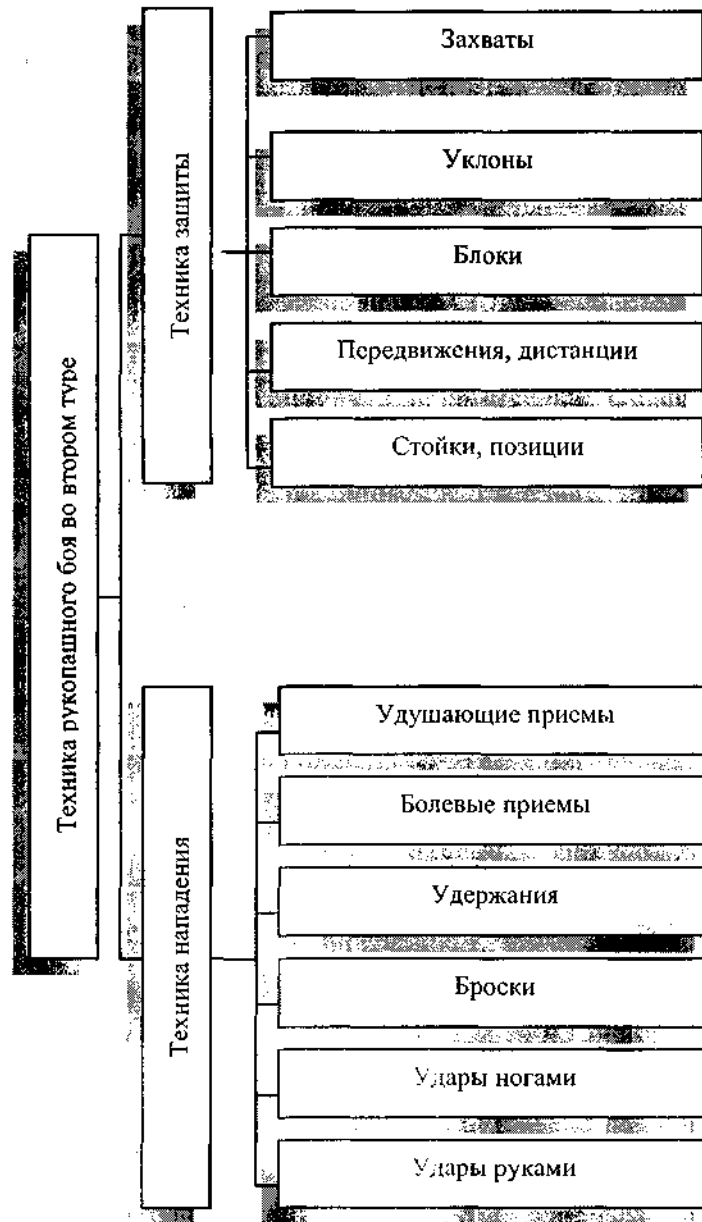 Техника рукопашного боя во втором туре
Техника защиты
Захваты
Уклоны
Блоки
Передвижения, дистанции
Стойки, позиции
Техника нападения
Удушающие приемы
Болевые приемы
Удержания
Броски
Удары ногами
Удары руками